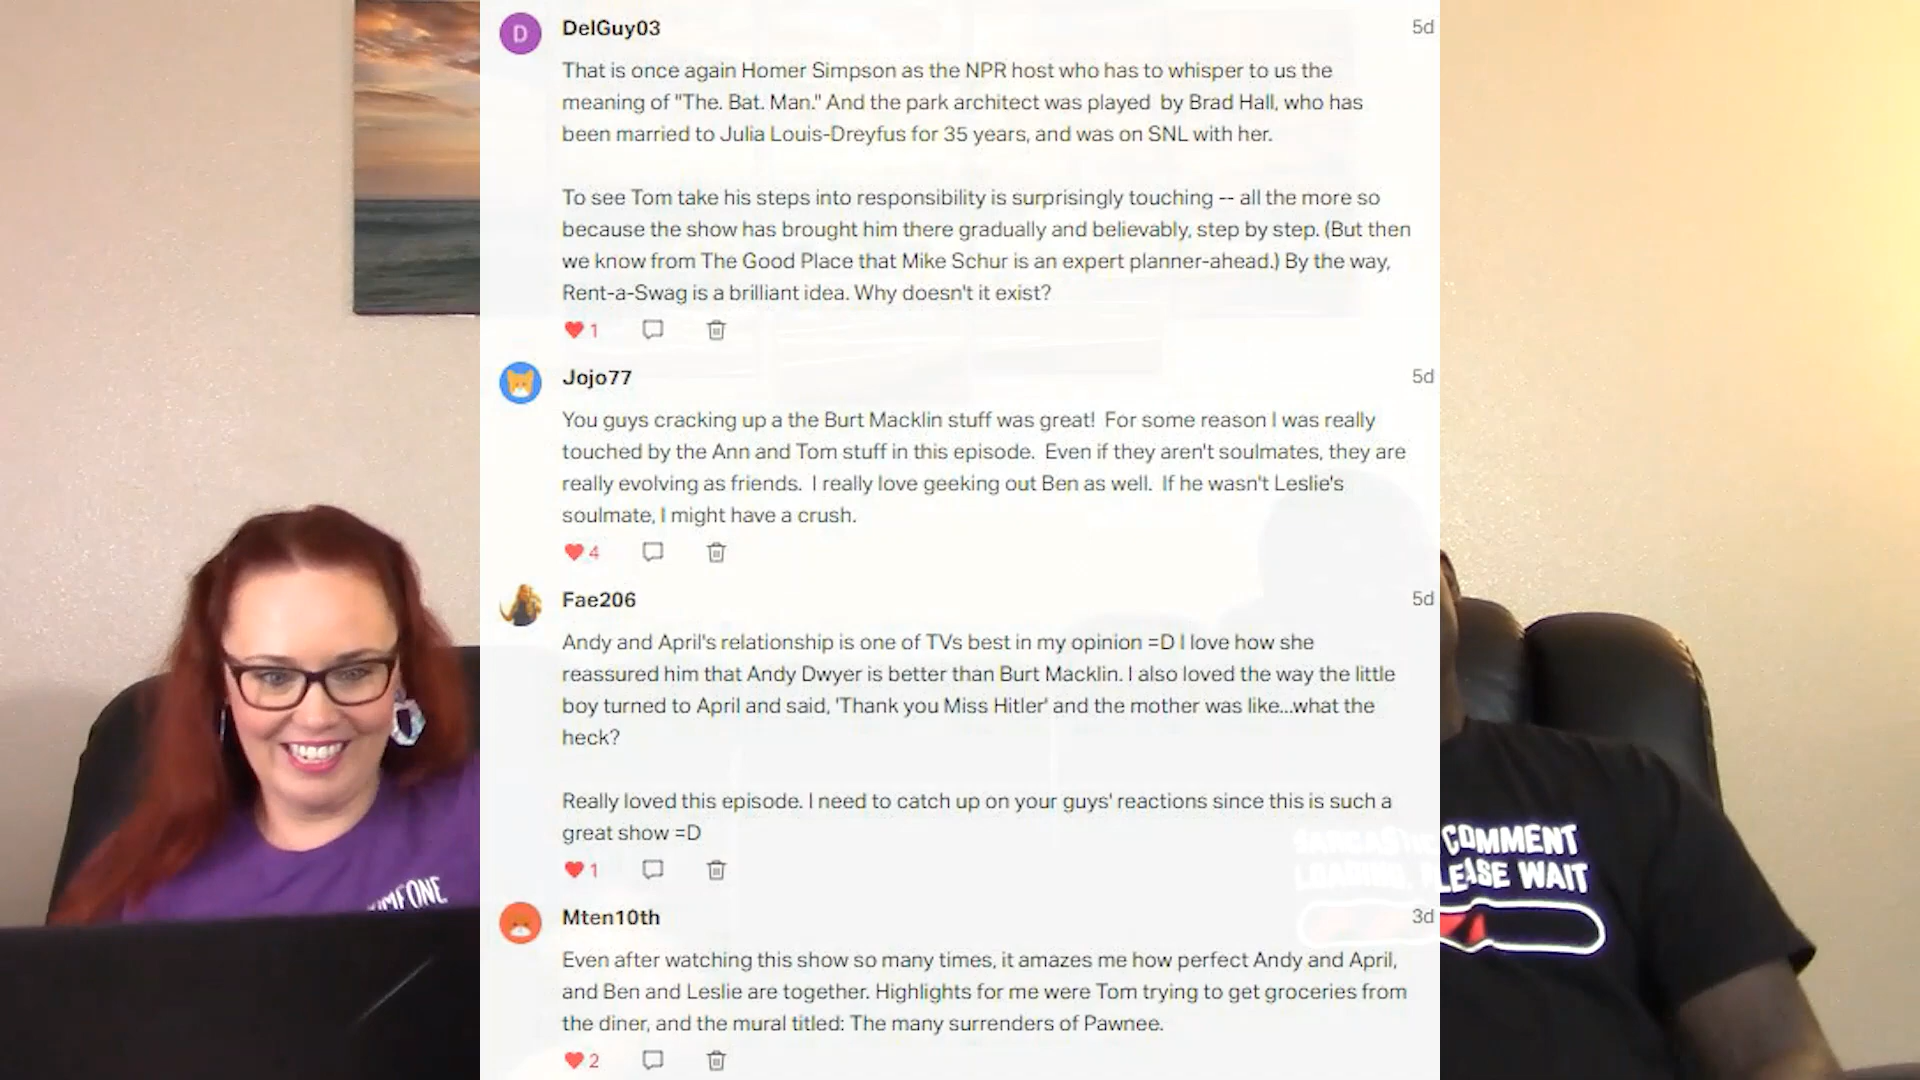 D
DelGuy03
5d
That is once again Homer Simpson as the NPR host who has to whisper to us the
meaning of "The. Bat. Man." And the park architect was played  by Brad Hall, who has
been married to Julia Louis-Dreyfus for 35 years, and was on SNL with her.
To see Tom take his steps into responsibility is surprisingly touching -- all the more so
because the show has brought him there gradually and believably, step by step. (But then
we know from The Good Place that Mike Schur is an expert planner-ahead.) By the way,
Rent-a-Swag is a brilliant idea. Why doesn't it exist?
1
Jojo77
5d
You guys cracking up a the Burt Macklin stuff was great!  For some reason I was really
touched by the Ann and Tom stuff in this episode.  Even if they aren't soulmates, they are
really evolving as friends.  I really love geeking out Ben as well.  If he wasn't Leslie's
soulmate, I might have a crush.
4
Fae206
5d
Andy and April's relationship is one of TVs best in my opinion =D I love how she
reassured him that Andy Dwyer is better than Burt Macklin. I also loved the way the little
boy turned to April and said, 'Thank you Miss Hitler' and the mother was like...what the
heck?
Really loved this episode. I need to catch up on your guys' reactions since this is such a
great show =D
1
Mten10th
3d
Even after watching this show so many times, it amazes me how perfect Andy and April,
and Ben and Leslie are together. Highlights for me were Tom trying to get groceries from
the diner, and the mural titled: The many surrenders of Pawnee.
2
SARCASTIC COMMENT
LOADING, PLEASE WAIT